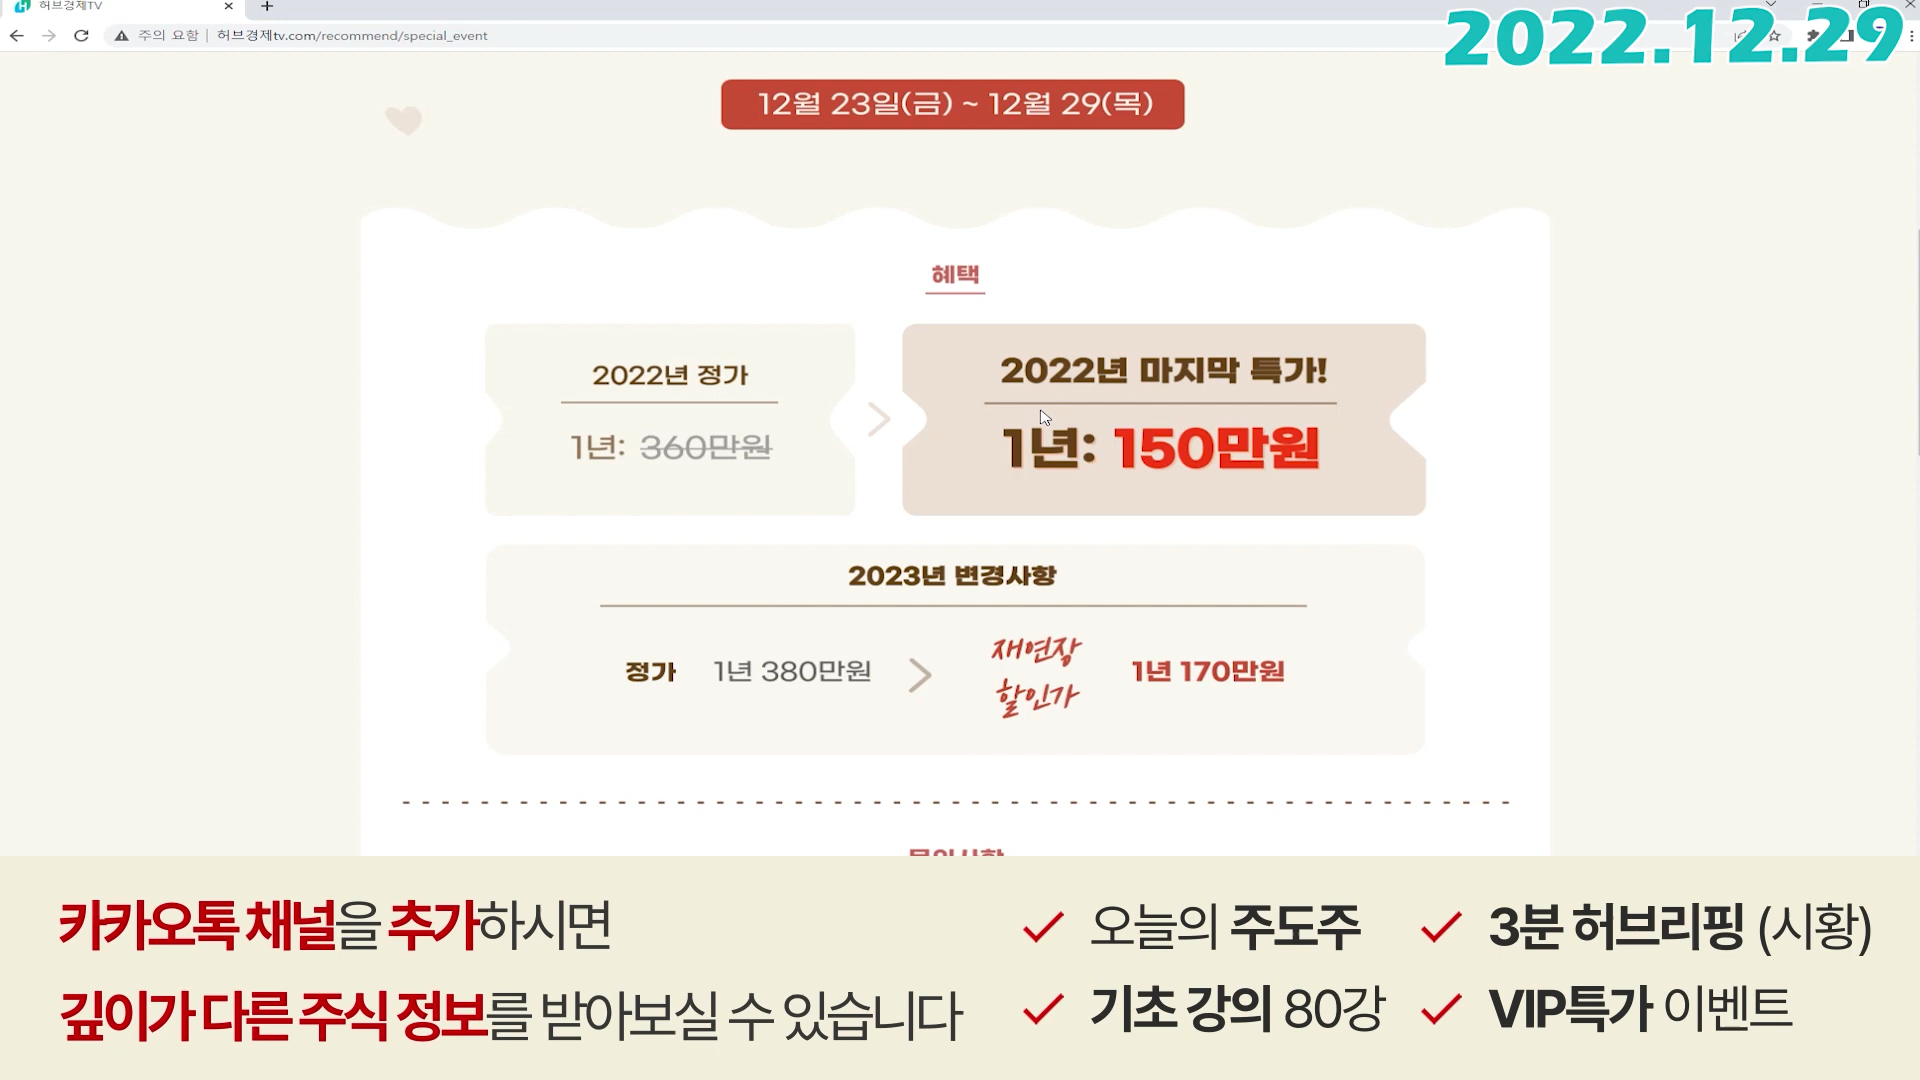 허브경제TV
2022.12.29
주의 요함 | 허브경제tv.com/recommend/special_event
12월 23일(금) ~ 12월 29(목)
혜택
2022년 정가
1년: 360만원
2022년 마지막 특가!
1년: 150만원
2023년 변경사항
정가 1년 380만원
재연장
할인가
1년 170만원
카카오톡 채널을 추가하시면
깊이가 다른 주식 정보를 받아보실 수 있습니다
오늘의 주도주
3분 허브리핑 (시황)
기초 강의 80강
VIP특가 이벤트